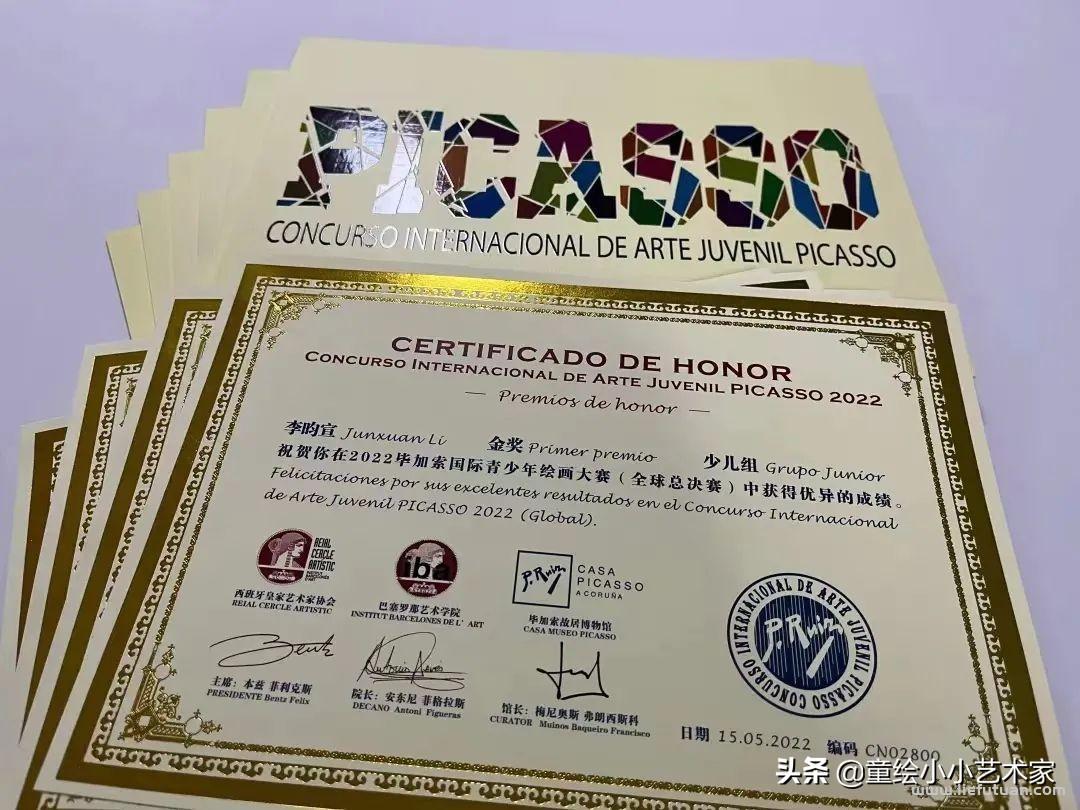 PICASSO
CONCURSO INTERNACIONAL DE ARTE JUVENIL PICASSO
CERTIFICADO DE HONOR
CONCURSO INTERNACIONAL DE ARTE JUVENIL PICASSO 2022
— Premios de honor —
李昀宣 Junxuan Li 金奖 Primer premio 少儿组 Grupo Junior
祝贺你在2022毕加索国际青少年绘画大赛（全球总决赛）中获得优异的成绩。
Felicitaciones por sus excelentes resultados en el Concurso Internacional
de Arte Juvenil PICASSO 2022 (Global).
REIAL
CERCLE
ARTÍSTIC
西班牙皇家艺术家协会
REIAL CERCLE ARTISTIC
iba
巴塞罗那艺术学院
INSTITUT BARCELONES DE L' ART
P.Ruiz
CASA
PICASSO
A CORUÑA
毕加索故居博物馆
CASA MUSEO PICASSO
CONCURSO INTERNACIONAL DE ARTE JUVENIL PICASSO
P.Ruiz
Bentz
主席：本兹 菲利克斯
PRESIDENTE Bentz Felix
院长：安东尼 菲格拉斯
DECANO Antoni Figueras
馆长：梅尼奥斯 弗朗西斯科
CURATOR Muinos Baqueiro Francisco
日期 15.05.2022 编码 CN02800
头条 @童绘小小艺术家
www.liefutuan.com